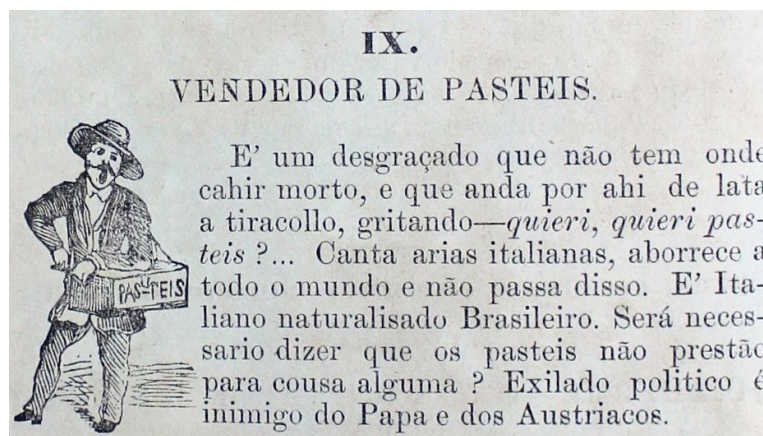 IX.
VENDEDOR DE PASTEIS.
E' um desgraçado que não tem onde
cahir morto, e que anda por ahi de lata
a tiracollo, gritando—quieri, quieri pas-
teis ?... Canta arias italianas, aborrece a
todo o mundo e não passa disso. E' Ita-
liano naturalisado Brasileiro. Será neces-
sario dizer que os pasteis não prestão
para cousa alguma ? Exilado politico é
inimigo do Papa e dos Austriacos.
PASTEIS